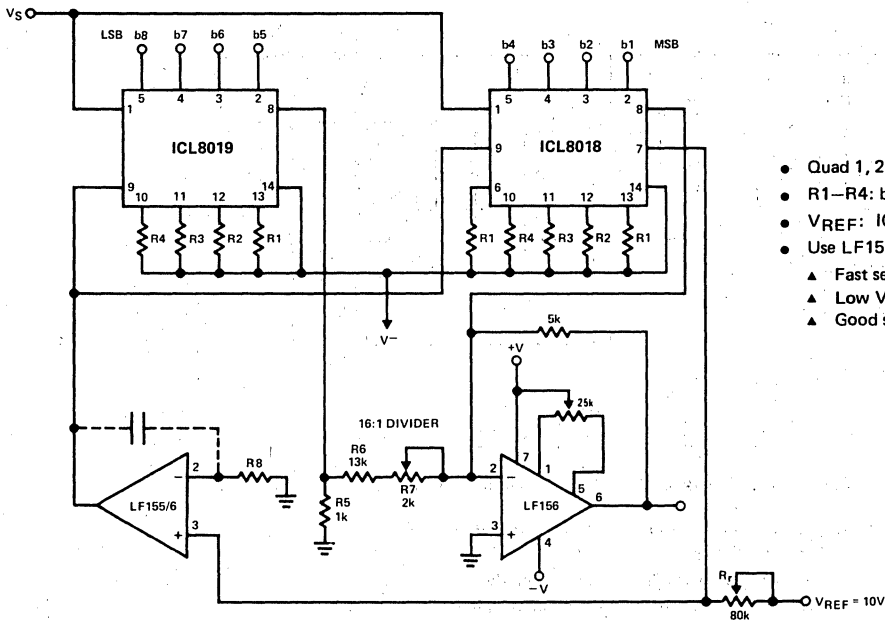 VS
LSB b8 b7 b6 b5
b4 b3 b2 b1 MSB
5 4 3 2
5 4 3 2
1 8
1 8
ICL8019
ICL8018
9 7
9 14
6 14
10 11 12 13
10 11 12 13
R4 R3 R2 R1
R1 R4 R3 R2 R1
V−
5k
+V
25k
16:1 DIVIDER
R6
13k
R7
2k
R5
1k
2
−
R8
LF155/6
+
3
7
1
5
2
−
6
LF156
3
+
4
−V
Rr
80k
VREF = 10V
• Quad 1, 2
• R1–R4: b
• VREF: IC
• Use LF15
▲ Fast se
▲ Low V
▲ Good s